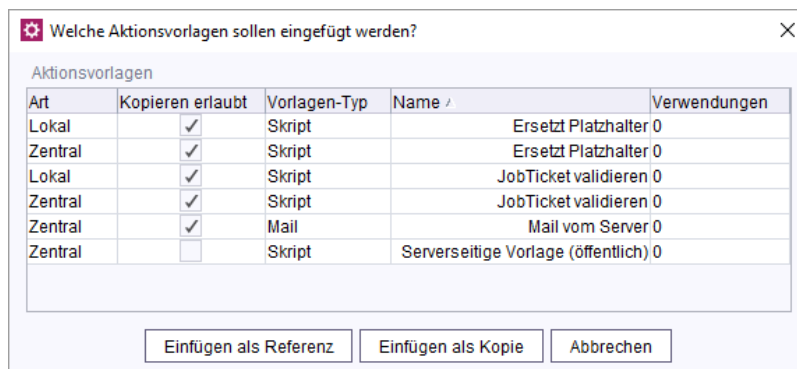 Welche Aktionsvorlagen sollen eingefügt werden?
Aktionsvorlagen
Art Kopieren erlaubt Vorlagen-Typ Name Verwendungen
Lokal Skript Ersetzt Platzhalter 0
Zentral Skript Ersetzt Platzhalter 0
Lokal Skript JobTicket validieren 0
Zentral Skript JobTicket validieren 0
Zentral Mail Mail vom Server 0
Zentral Skript Serverseitige Vorlage (öffentlich) 0
Einfügen als Referenz Einfügen als Kopie Abbrechen